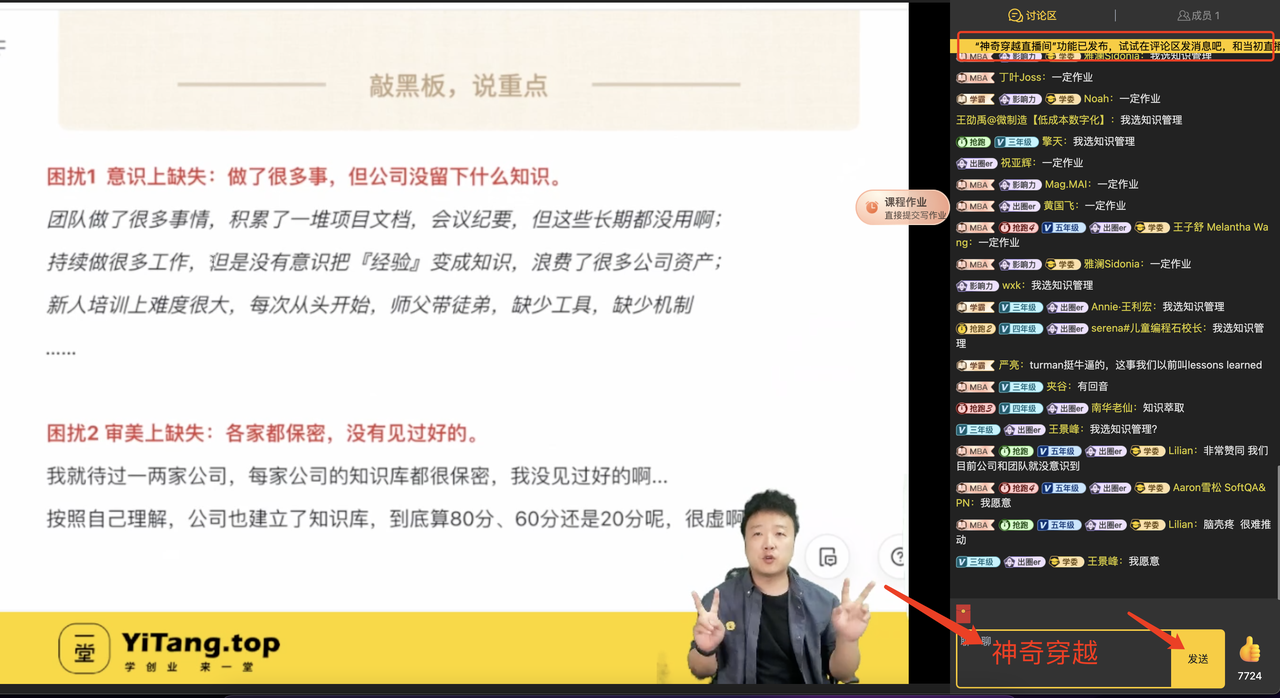 敲黑板，说重点
困扰1 意识上缺失：做了很多事，但公司没留下什么知识。
团队做了很多事情，积累了一堆项目文档，会议纪要，但这些长期都没用啊；
持续做很多工作，但是没有意识把『经验』变成知识，浪费了很多公司资产；
新人培训上难度很大，每次从头开始，师父带徒弟，缺少工具，缺少机制
......
困扰2 审美上缺失：各家都保密，没有见过好的。
我就待过一两家公司，每家公司的知识库都很保密，我没见过好的啊...
按照自己理解，公司也建立了知识库，到底算80分、60分还是20分呢，很虚啊
课程作业
直接提交写作业
一堂
YiTang.top
学创业 来一堂
讨论区
成员 1
“神奇穿越直播间”功能已发布，试试在评论区发消息吧，和当初直播
MBA 影响力 学委 雅澜Sidonia：我选知识管理
MBA 丁叶Joss：一定作业
学霸 影响力 学委 Noah：一定作业
王劭禹@微制造【低成本数字化】：我选知识管理
抢跑 三年级 擎天：我选知识管理
出圈er 祝亚辉：一定作业
MBA 影响力 Mag.MAI：一定作业
MBA 出圈er 黄国飞：一定作业
MBA 抢跑4 五年级 出圈er 学委 王子舒 Melantha Wa
ng：一定作业
MBA 影响力 学委 雅澜Sidonia：一定作业
影响力 wxk：我选知识管理
学霸 三年级 出圈er Annie·王利宏：我选知识管理
抢跑2 四年级 出圈er serena#儿童编程石校长：我选知识管
理
学霸 严亮：turman挺牛逼的，这事我们以前叫lessons learned
MBA 三年级 夹谷：有回音
抢跑3 四年级 出圈er 南华老仙：知识萃取
三年级 出圈er 王景峰：我选知识管理?
MBA 抢跑 五年级 出圈er 学委 Lilian：非常赞同 我们
目前公司和团队就没意识到
MBA 抢跑4 五年级 出圈er 学委 Aaron雪松 SoftQA&
PN：我愿意
MBA 抢跑 五年级 出圈er 学委 Lilian：脑壳疼 很难推
动
三年级 出圈er 学委 王景峰：我愿意
神奇穿越
发送
7724